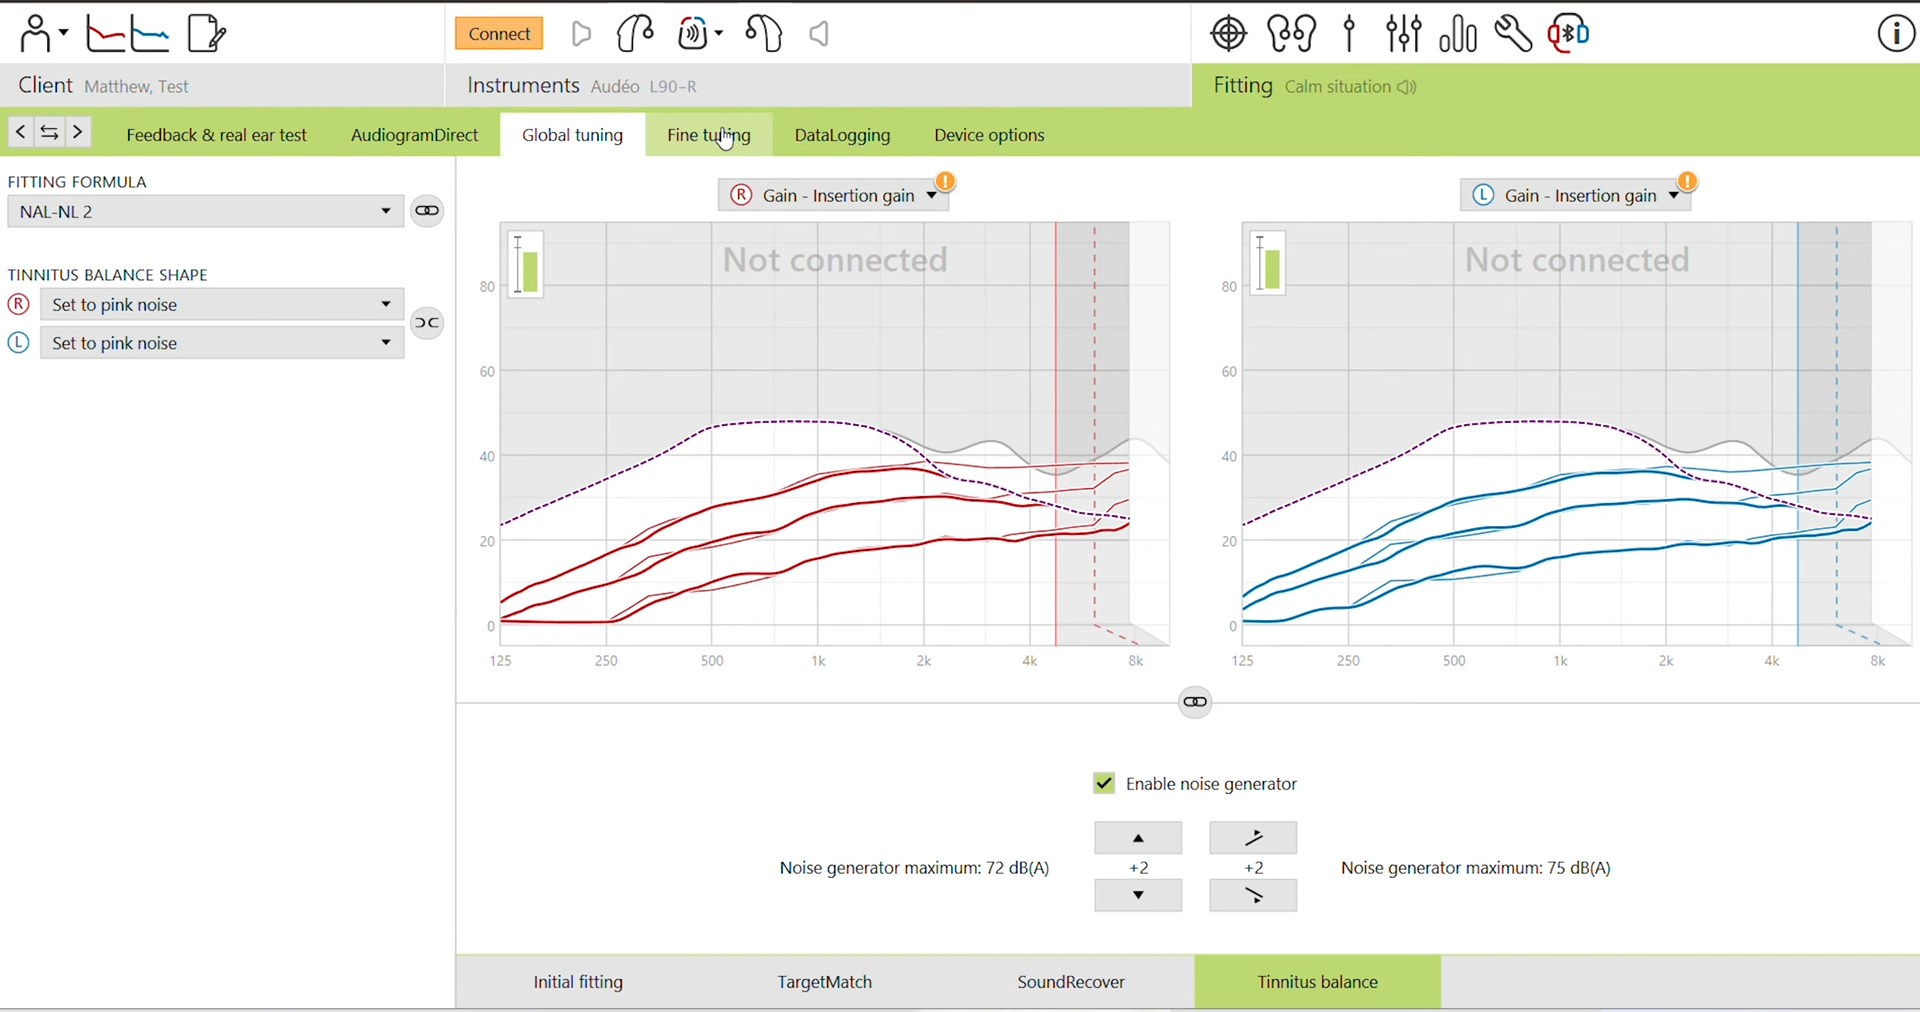 Connect
Client Matthew, Test
Instruments Audéo L90-R
Fitting Calm situation
Feedback & real ear test
AudiogramDirect
Global tuning
Fine tuning
DataLogging
Device options
FITTING FORMULA
NAL-NL 2
TINNITUS BALANCE SHAPE
R Set to pink noise
L Set to pink noise
R Gain - Insertion gain !
Not connected
80
60
40
20
0
125 250 500 1k 2k 4k 8k
L Gain - Insertion gain !
Not connected
80
60
40
20
0
125 250 500 1k 2k 4k 8k
Enable noise generator
Noise generator maximum: 72 dB(A)
+2
+2
Noise generator maximum: 75 dB(A)
Initial fitting
TargetMatch
SoundRecover
Tinnitus balance